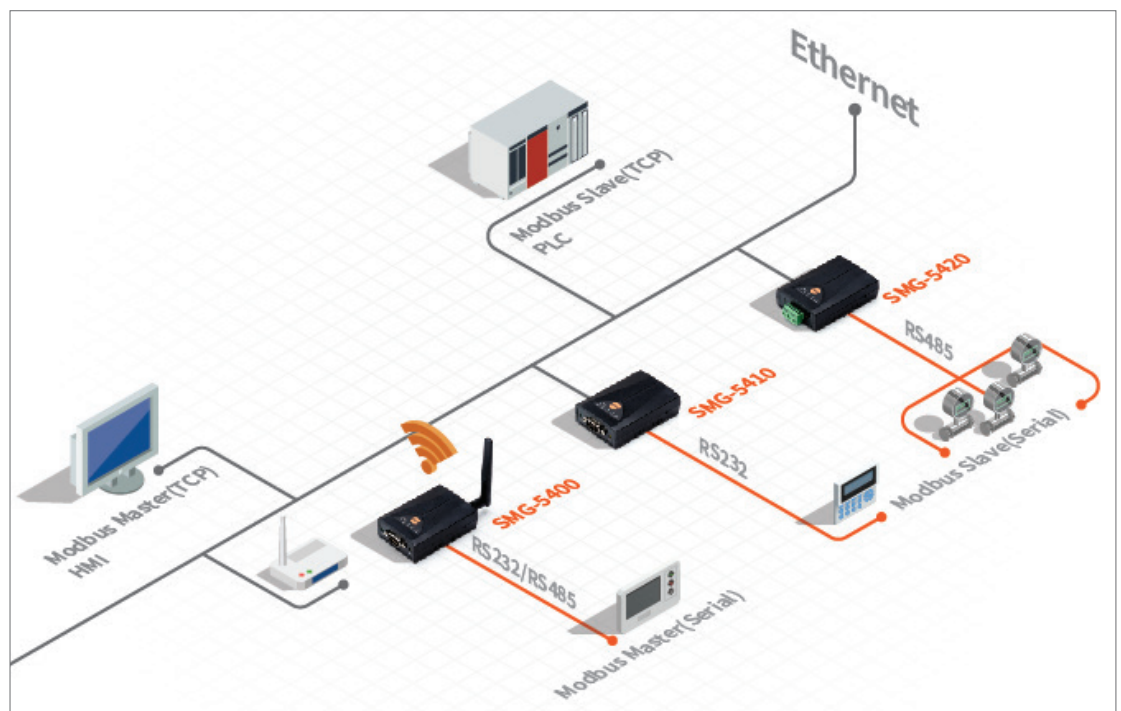 Ethernet
Modbus Slave(TCP)
PLC
SMG-5420
RS485
SMG-5410
RS232
Modbus Slave(Serial)
Modbus Master(TCP)
HMI
SMG-5400
RS232/RS485
Modbus Master(Serial)